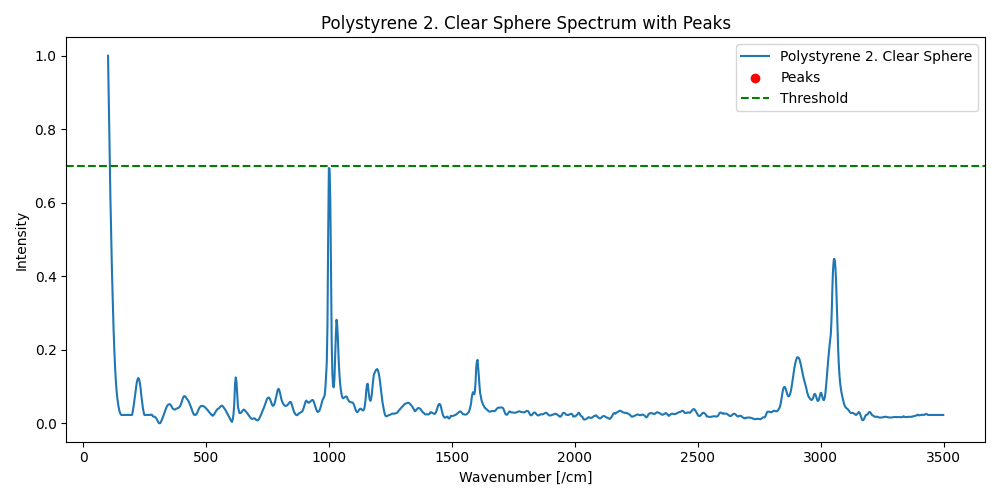 Polystyrene 2. Clear Sphere Spectrum with Peaks
Polystyrene 2. Clear Sphere
Peaks
Threshold
Intensity
1.0
0.8
0.6
0.4
0.2
0.0
0 500 1000 1500 2000 2500 3000 3500
Wavenumber [/cm]